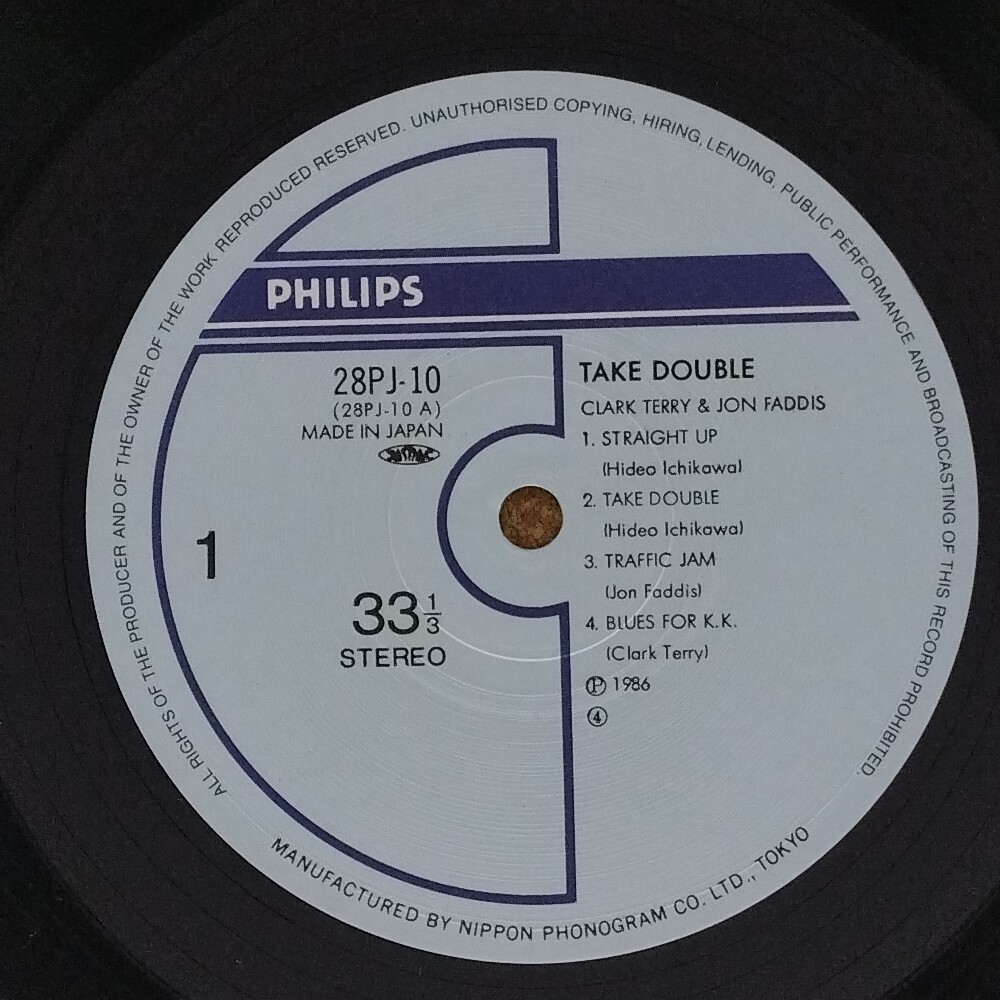 ALL RIGHTS OF THE PRODUCER AND OF THE OWNER OF THE WORK REPRODUCED RESERVED. UNAUTHORISED COPYING, HIRING, LENDING, PUBLIC PERFORMANCE AND BROADCASTING OF THIS RECORD PROHIBITED.
PHILIPS
28PJ-10
(28PJ-10 A)
MADE IN JAPAN
1
33 1/3
STEREO
TAKE DOUBLE
CLARK TERRY & JON FADDIS
1. STRAIGHT UP
(Hideo Ichikawa)
2. TAKE DOUBLE
(Hideo Ichikawa)
3. TRAFFIC JAM
(Jon Faddis)
4. BLUES FOR K.K.
(Clark Terry)
Ⓟ 1986
④
MANUFACTURED BY NIPPON PHONOGRAM CO. LTD., TOKYO